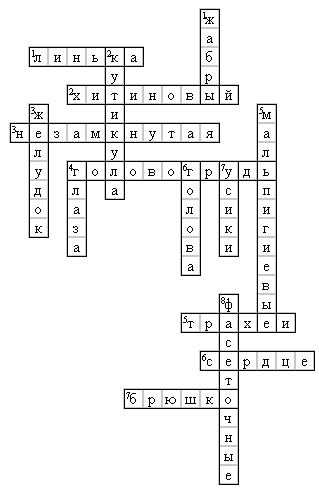 1жабры
1линька
2кутикула
2хитиновый
3желудок
5мальпигиевы
3незамкнутая
4головогрудь
4глаза
6голова
7усики
8фасеточные
5трахеи
6сердце
7брюшко